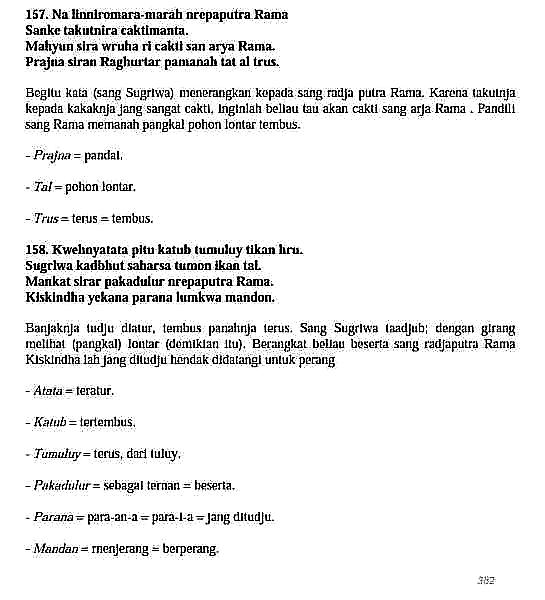 157. Na linniromara-marah nrepaputra Rama
Sanke takutnira caktimanta.
Mahyun sira wruha ri cakti san arya Rama.
Prajna siran Raghurtar pamanah tat al trus.
Begitu kata (sang Sugriwa) menerangkan kepada sang radja putra Rama. Karena takutnja
kepada kakaknja jang sangat cakti, inginlah beliau tau akan cakti sang arja Rama . Pandili
sang Rama memanah pangkal pohon lontar tembus.
- Prajna = pandai.
- Tal = pohon lontar.
- Trus = terus = tembus.
158. Kwehnyatata pitu katub tumuluy tikan hru.
Sugriwa kadbhut saharsa tumon ikan tal.
Mankat sirar pakadulur nrepaputra Rama.
Kiskindha yekana parana lumkwa mandon.
Banjaknja tudju diatur, tembus panahnja terus. Sang Sugriwa taadjub; dengan girang
melihat (pangkal) lontar (demikian itu). Berangkat beliau beserta sang radjaputra Rama
Kiskindha lah jang ditudju hendak didatangi untuk perang
- Atata = teratur.
- Katub = tertembus.
- Tumuluy = terus, dari tuluy.
- Pakadulur = sebagai ternan = beserta.
- Parana = para-an-a = para-i-a = jang ditudju.
- Mandan = rnenjerang = berperang.
382